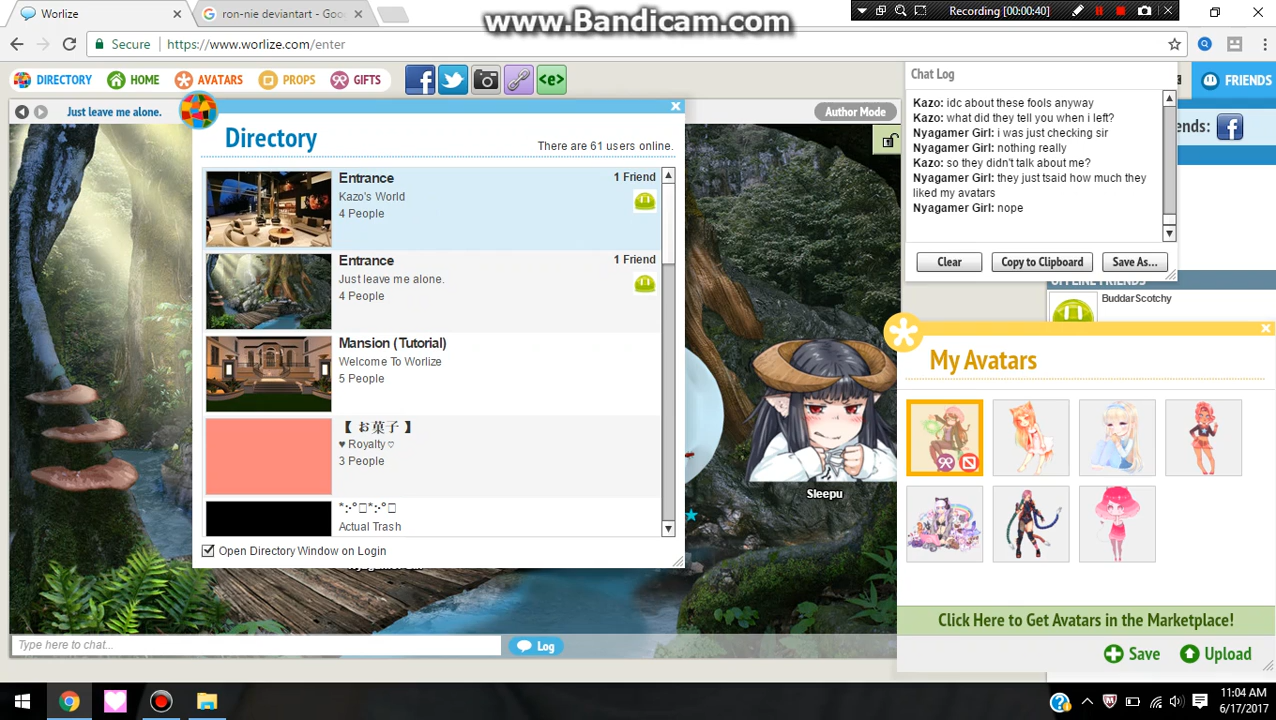 Worlize
ron-nie deviantart - Goo
www.Bandicam.com
Recording [00:00:40]
Secure
https://www.worlize.com/enter
DIRECTORY
HOME
AVATARS
PROPS
GIFTS
<e>
FRIENDS
Just leave me alone.
Author Mode
Directory
There are 61 users online.
Entrance
1 Friend
Kazo's World
4 People
Entrance
1 Friend
Just leave me alone.
4 People
Mansion (Tutorial)
Welcome To Worlize
5 People
【 お菓子 】
♥ Royalty ♡
3 People
Actual Trash
Open Directory Window on Login
Chat Log
Kazo: idc about these fools anyway
Kazo: what did they tell you when i left?
Nyagamer Girl: i was just checking sir
Nyagamer Girl: nothing really
Kazo: so they didn't talk about me?
Nyagamer Girl: they just tsaid how much they
liked my avatars
Nyagamer Girl: nope
Clear
Copy to Clipboard
Save As...
ends:
OFFLINE FRIENDS
BuddarScotchy
Sleepu
My Avatars
Click Here to Get Avatars in the Marketplace!
Save
Upload
Type here to chat...
Log
11:04 AM
6/17/2017